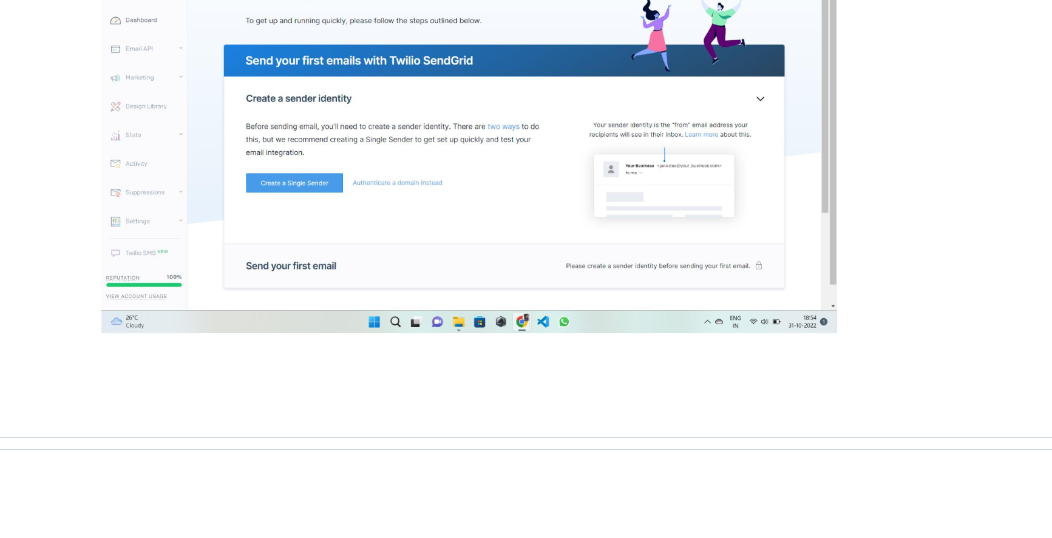 Dashboard
Email API
Marketing
Design Library
Stats
Activity
Suppressions
Settings
Twilio SMS NEW
REPUTATION 100%
VIEW ACCOUNT USAGE
To get up and running quickly, please follow the steps outlined below.
Send your first emails with Twilio SendGrid
Create a sender identity
Before sending email, you'll need to create a sender identity. There are two ways to do
this, but we recommend creating a Single Sender to get set up quickly and test your
email integration.
Create a Single Sender Authenticate a domain instead
Your sender identity is the "from" email address your
recipients will see in their inbox. Learn more about this.
Your Business
to me
Send your first email
Please create a sender identity before sending your first email.
26°C
Cloudy
ENG
IN
18:54
31-10-2022